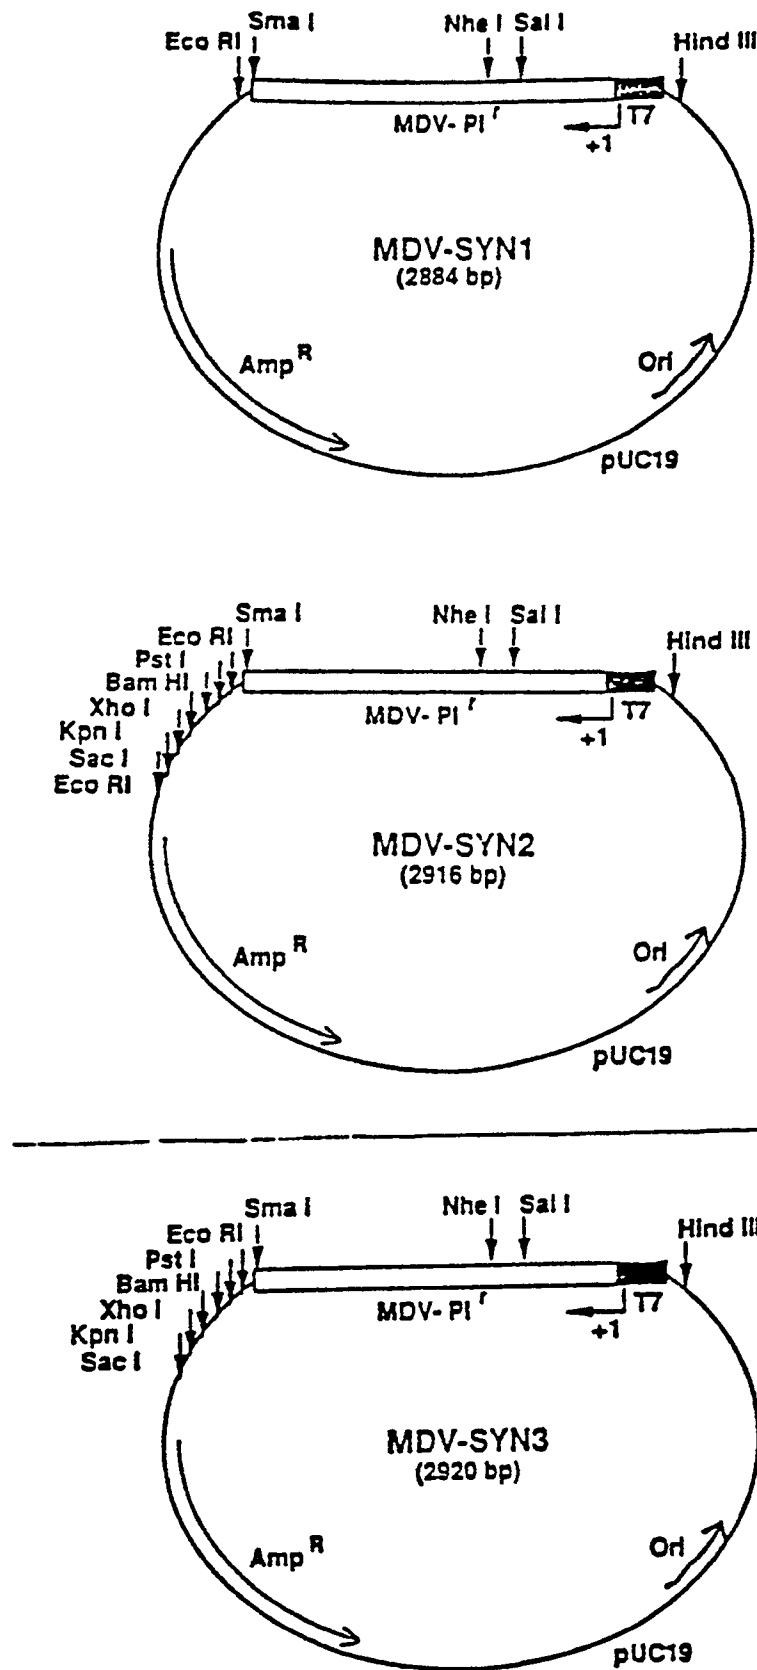 Sma I
Nhe I Sal I
Eco RI
Hind III
MDV- PI r
T7
+1
MDV-SYN1
(2884 bp)
Amp R
Ori
pUC19
Sma I
Nhe I Sal I
Eco RI
Hind III
Pst I
Bam HI
Xho I
Kpn I
Sac I
Eco RI
MDV- PI r
T7
+1
MDV-SYN2
(2916 bp)
Amp R
Ori
pUC19
Sma I
Nhe I Sal I
Eco RI
Hind III
Pst I
Bam HI
Xho I
Kpn I
Sac I
MDV- PI r
T7
+1
MDV-SYN3
(2920 bp)
Amp R
Ori
pUC19